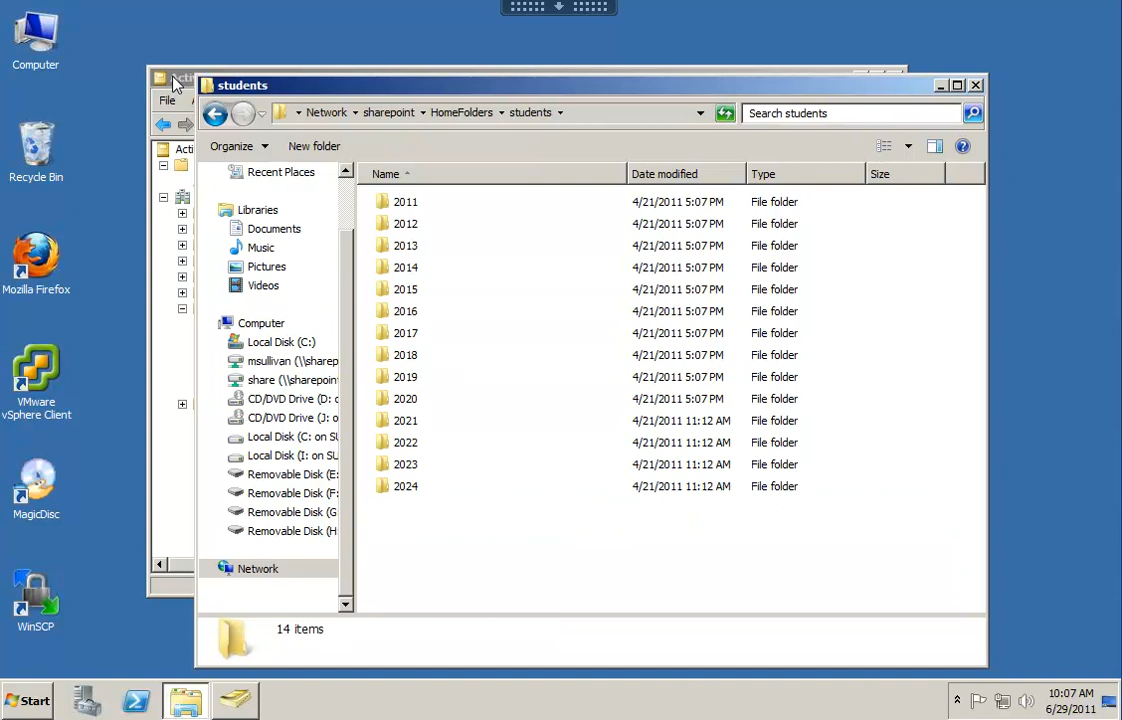 Computer
Recycle Bin
Mozilla Firefox
VMware
vSphere Client
MagicDisc
WinSCP
File
students
Network
sharepoint
HomeFolders
students
Search students
Organize
New folder
Recent Places
Libraries
Documents
Music
Pictures
Videos
Computer
Local Disk (C:)
msullivan (\\sharep
share (\\sharepoin
CD/DVD Drive (D:
CD/DVD Drive (J:
Local Disk (C: on
Local Disk (I: on
Removable Disk (E:
Removable Disk (F:
Removable Disk (G
Removable Disk (H
Network
Name Date modified Type Size
2011 4/21/2011 5:07 PM File folder
2012 4/21/2011 5:07 PM File folder
2013 4/21/2011 5:07 PM File folder
2014 4/21/2011 5:07 PM File folder
2015 4/21/2011 5:07 PM File folder
2016 4/21/2011 5:07 PM File folder
2017 4/21/2011 5:07 PM File folder
2018 4/21/2011 5:07 PM File folder
2019 4/21/2011 5:07 PM File folder
2020 4/21/2011 5:07 PM File folder
2021 4/21/2011 11:12 AM File folder
2022 4/21/2011 11:12 AM File folder
2023 4/21/2011 11:12 AM File folder
2024 4/21/2011 11:12 AM File folder
14 items
Start
10:07 AM
6/29/2011